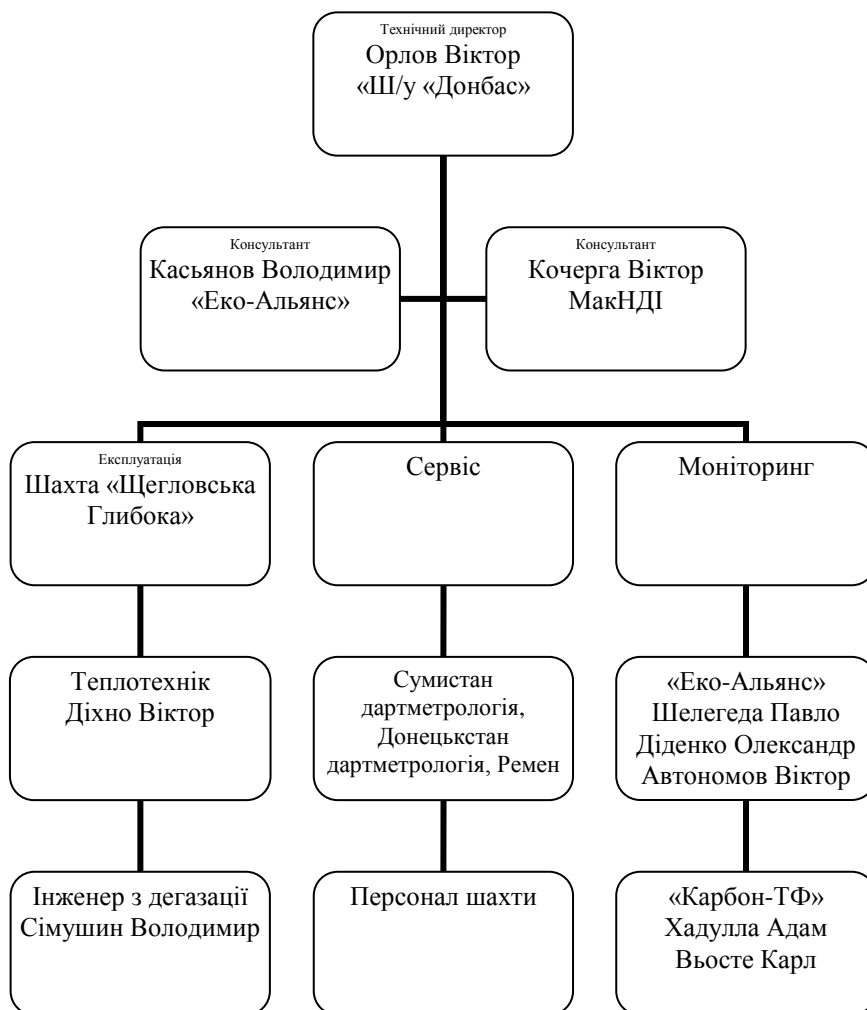 Технічний директор
Орлов Віктор
«Ш/у «Донбас»
Консультант
Касьянов Володимир
«Еко-Альянс»
Консультант
Кочерга Віктор
МакНДІ
Експлуатація
Шахта «Щегловська
Глибока»
Сервіс
Моніторинг
Теплотехнік
Діхно Віктор
Сумистан
дартметрологія,
Донецькстан
дартметрологія, Ремен
«Еко-Альянс»
Шелегеда Павло
Діденко Олександр
Автономов Віктор
Інженер з дегазації
Сімушин Володимир
Персонал шахти
«Карбон-ТФ»
Хадулла Адам
Вьосте Карл